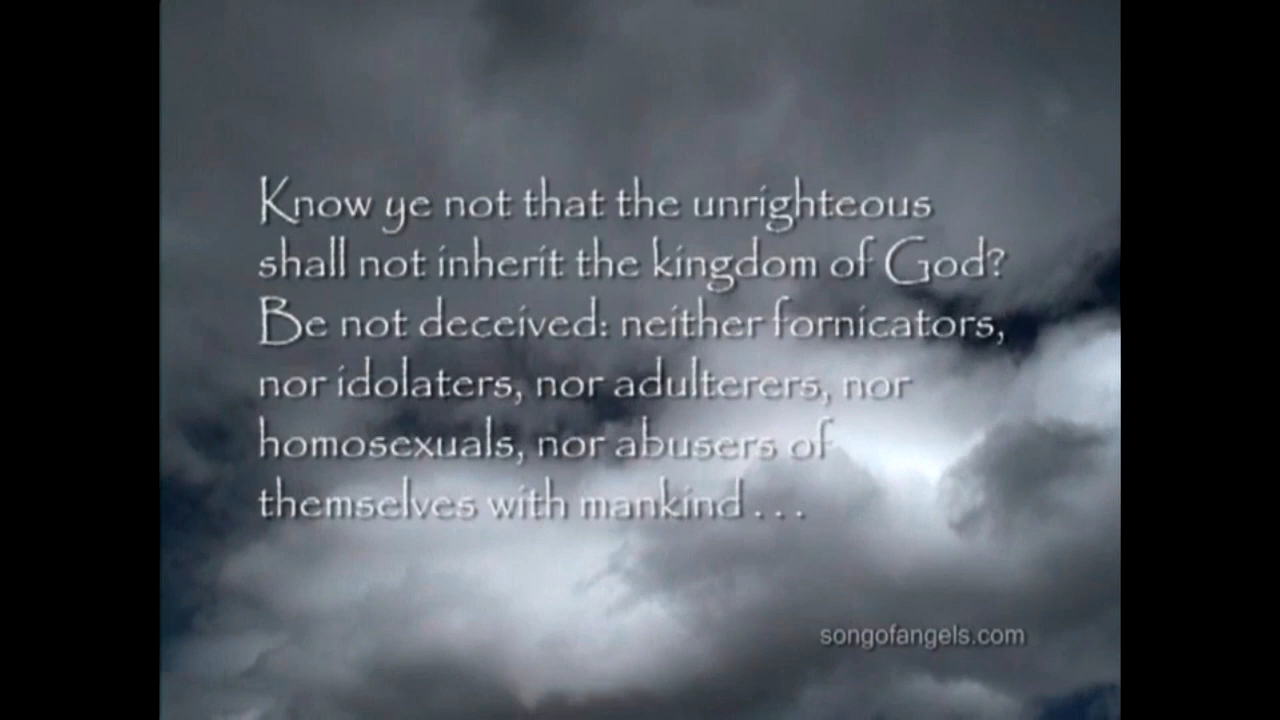 Know ye not that the unrighteous
shall not inherit the kingdom of God?
Be not deceived: neither fornicators,
nor idolaters, nor adulterers, nor
homosexuals, nor abusers of
themselves with mankind . . .
songofangels.com